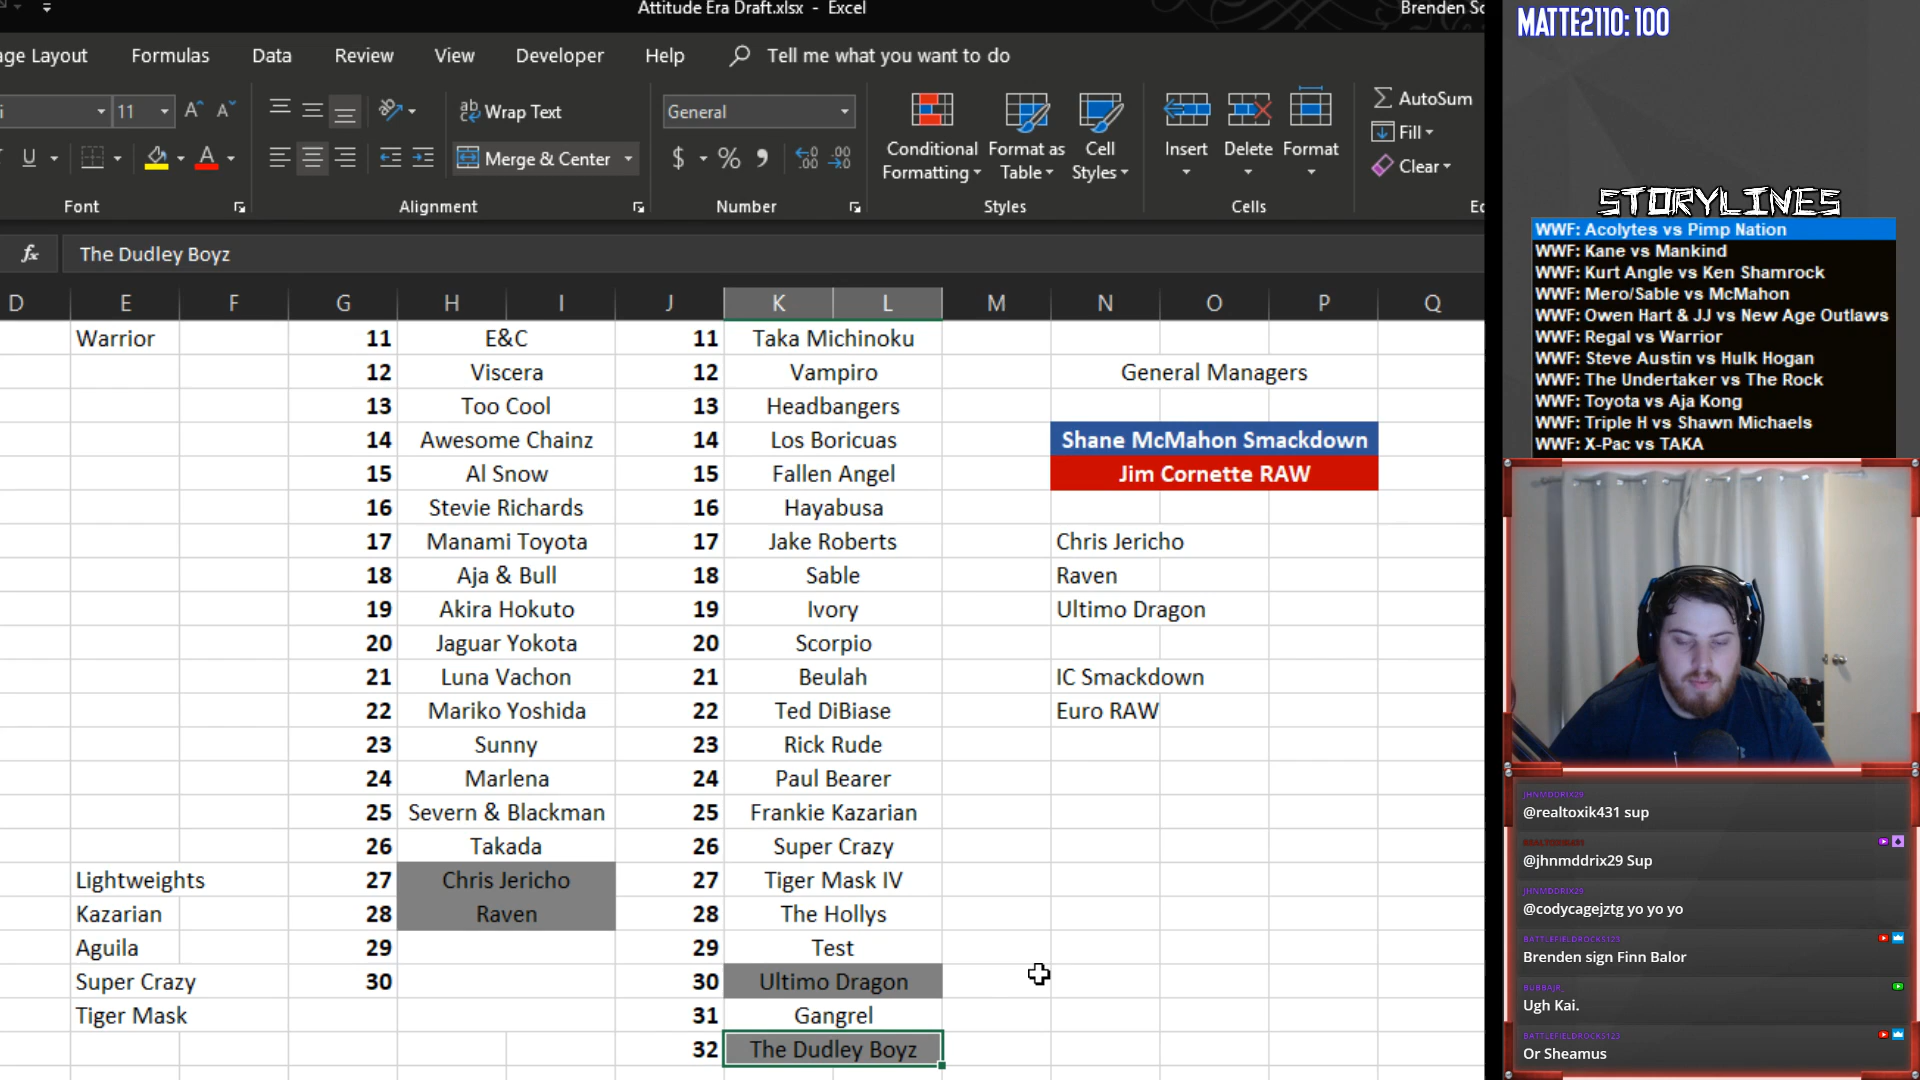 Attitude Era Draft.xlsx - Excel
Brenden Sc
ge Layout Formulas Data Review View Developer Help Tell me what you want to do
11
Wrap Text
General
Merge & Center
$ % ,
Conditional Formatting
Format as Table
Cell Styles
Insert
Delete
Format
AutoSum
Fill
Clear
Font Alignment Number Styles Cells
fx The Dudley Boyz
D E F G H I J K L M N O P Q
Warrior 11 E&C 11 Taka Michinoku
12 Viscera 12 Vampiro General Managers
13 Too Cool 13 Headbangers
14 Awesome Chainz 14 Los Boricuas Shane McMahon Smackdown
15 Al Snow 15 Fallen Angel Jim Cornette RAW
16 Stevie Richards 16 Hayabusa
17 Manami Toyota 17 Jake Roberts Chris Jericho
18 Aja & Bull 18 Sable Raven
19 Akira Hokuto 19 Ivory Ultimo Dragon
20 Jaguar Yokota 20 Scorpio
21 Luna Vachon 21 Beulah IC Smackdown
22 Mariko Yoshida 22 Ted DiBiase Euro RAW
23 Sunny 23 Rick Rude
24 Marlena 24 Paul Bearer
25 Severn & Blackman 25 Frankie Kazarian
26 Takada 26 Super Crazy
Lightweights 27 Chris Jericho 27 Tiger Mask IV
Kazarian 28 Raven 28 The Hollys
Aguila 29 29 Test
Super Crazy 30 30 Ultimo Dragon
Tiger Mask 31 Gangrel
32 The Dudley Boyz
MATTE2110: 100
STORYLINES
WWF: Acolytes vs Pimp Nation
WWF: Kane vs Mankind
WWF: Kurt Angle vs Ken Shamrock
WWF: Mero/Sable vs McMahon
WWF: Owen Hart & JJ vs New Age Outlaws
WWF: Regal vs Warrior
WWF: Steve Austin vs Hulk Hogan
WWF: The Undertaker vs The Rock
WWF: Toyota vs Aja Kong
WWF: Triple H vs Shawn Michaels
WWF: X-Pac vs TAKA
JHNMDDRIX29
@realtoxik431 sup
REALTOXIK431
@jhnmddrix29 Sup
JHNMDDRIX29
@codycagejztg yo yo yo
BATTLEFIELDROCKS123
Brenden sign Finn Balor
BUBBAJR_
Ugh Kai.
BATTLEFIELDROCKS123
Or Sheamus